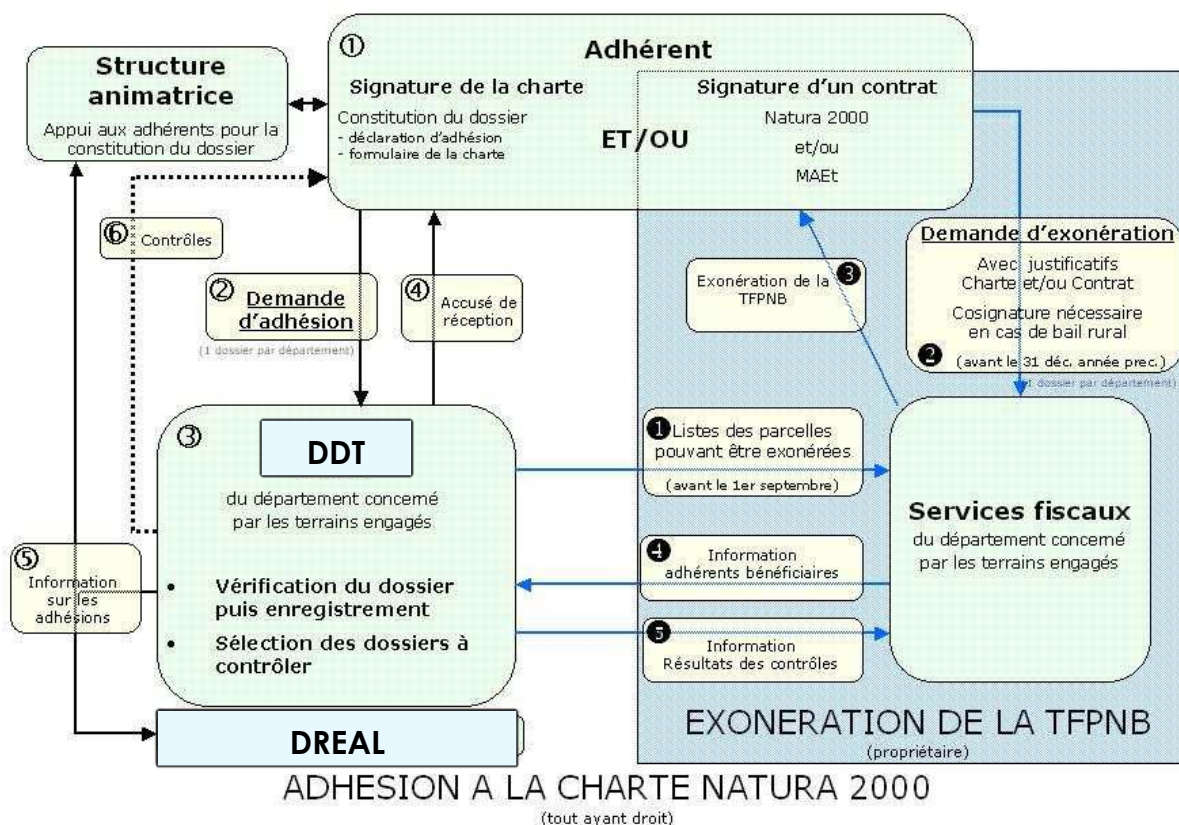 ①
Adhérent
Structure
animatrice
Appui aux adhérents pour la
constitution du dossier
Signature de la charte
Constitution du dossier
- déclaration d'adhésion
- formulaire de la charte
ET/OU
Signature d'un contrat
Natura 2000
et/ou
MAEt
⑥ Contrôles
②
Demande
d'adhésion
(1 dossier par département)
④
Accusé de
réception
Exonération de la
TFPNB
❸
Demande d'exonération
Avec justificatifs
Charte et/ou Contrat
Cosignature nécessaire
en cas de bail rural
❷ (avant le 31 déc. année prec.)
(1 dossier par département)
③
DDT
du département concerné
par les terrains engagés
• Vérification du dossier
puis enregistrement
• Sélection des dossiers à
contrôler
❶ Listes des parcelles
pouvant être exonérées
(avant le 1er septembre)
❹ Information
adhérents bénéficiaires
❺ Information
Résultats des contrôles
Services fiscaux
du département concerné
par les terrains engagés
⑤
Information
sur les
adhésions
DREAL
EXONERATION DE LA TFPNB
(propriétaire)
ADHESION A LA CHARTE NATURA 2000
(tout ayant droit)